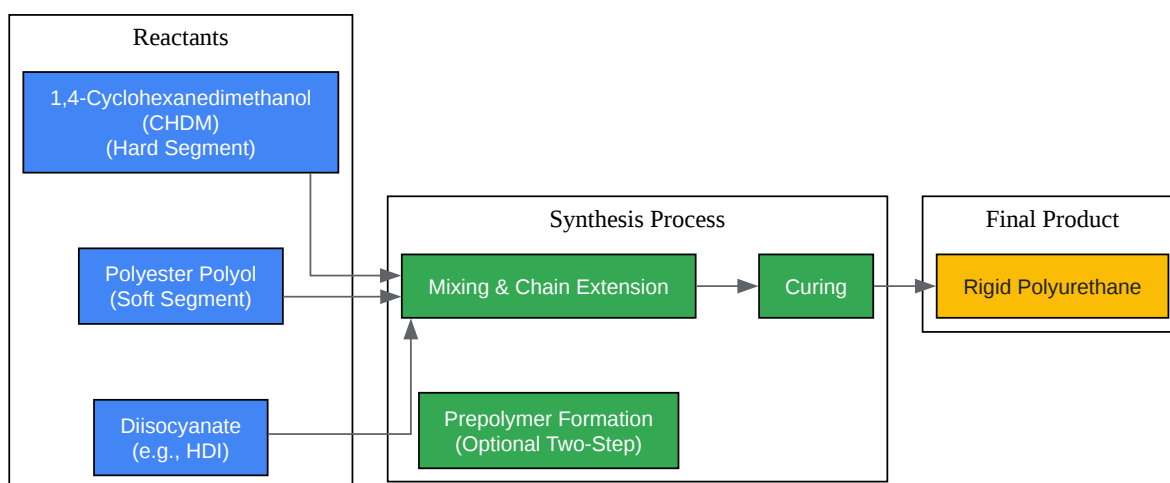 Reactants
1,4-Cyclohexanedimethanol
(CHDM)
(Hard Segment)
Polyester Polyol
(Soft Segment)
Diisocyanate
(e.g., HDI)
Synthesis Process
Mixing & Chain Extension
Curing
Prepolymer Formation
(Optional Two-Step)
Final Product
Rigid Polyurethane